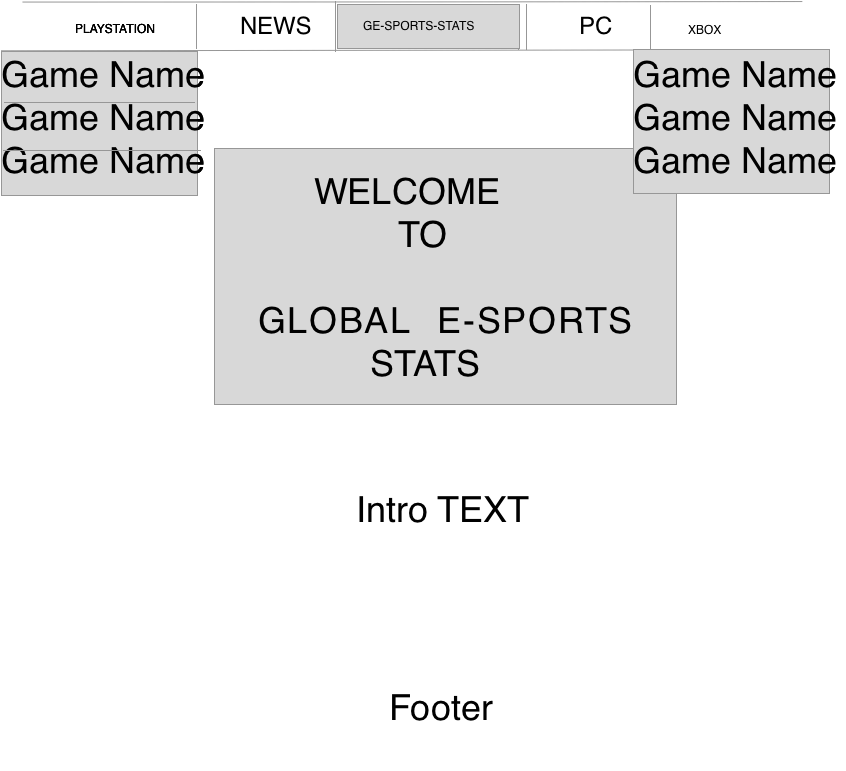 PLAYSTATION
NEWS
GE-SPORTS-STATS
PC
XBOX
Game Name
Game Name
Game Name
Game Name
Game Name
Game Name
WELCOME
TO
GLOBAL E-SPORTS
STATS
Intro TEXT
Footer